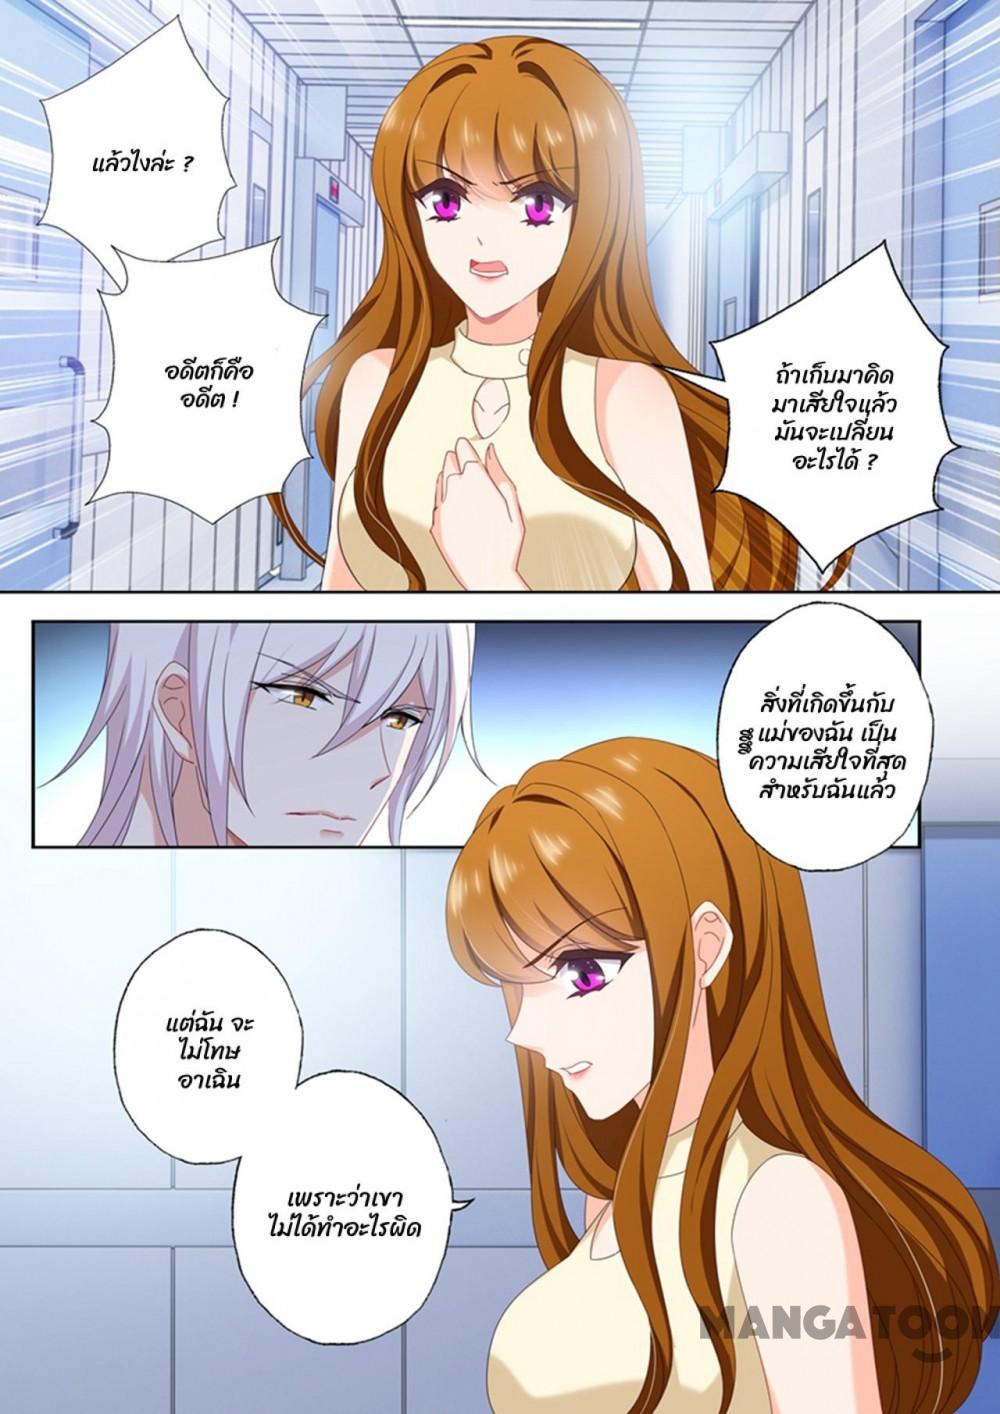 แล้วไงล่ะ ?
อดีตก็คือ
อดีต !
ถ้าเก็บมาคิด
มาเสียใจแล้ว
มันจะเปลี่ยน
อะไรได้ ?
สิ่งที่เกิดขึ้นกับ
แม่ของฉัน เป็น
ความเสียใจที่สุด
สำหรับฉันแล้ว
แต่ฉัน จะ
ไม่โทษ
อาเฉิน
เพราะว่าเขา
ไม่ได้ทำอะไรผิด
MANGATOON